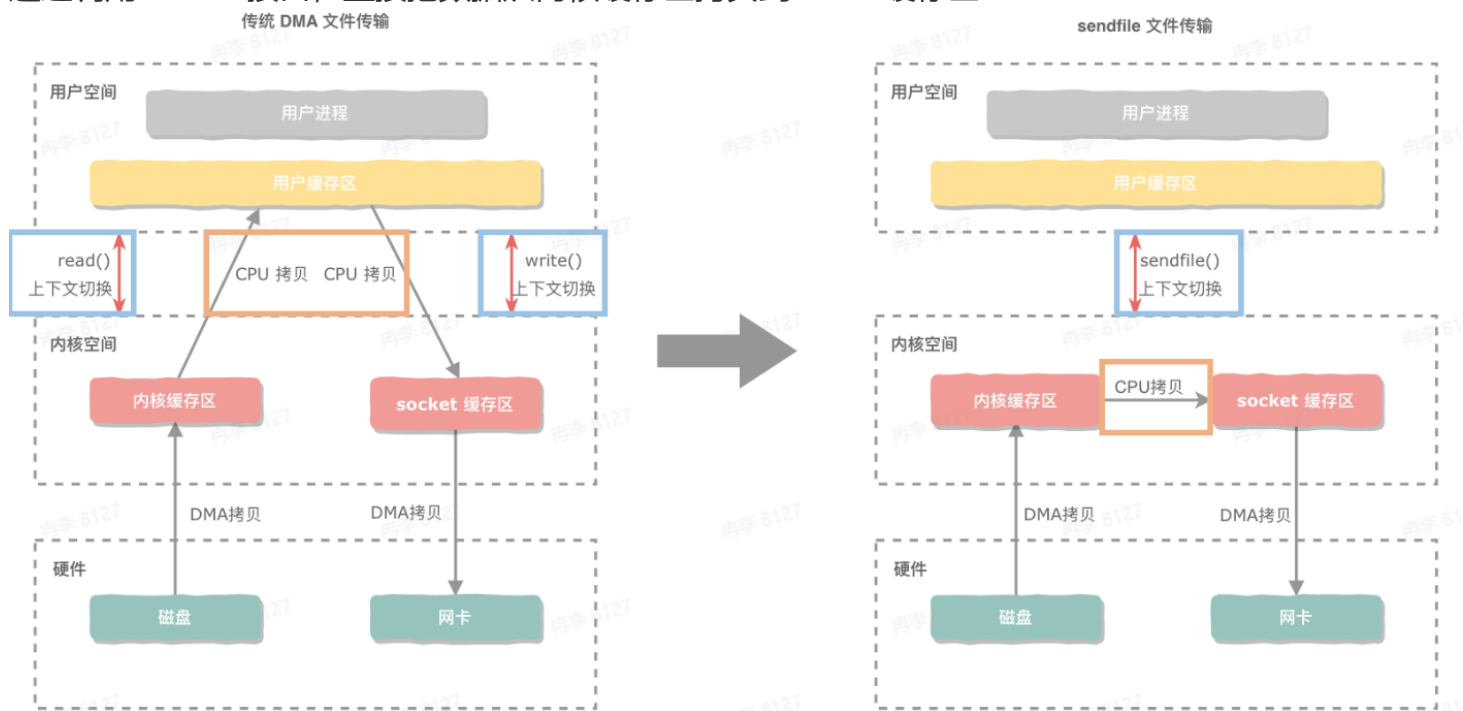 传统 DMA 文件传输
用户空间
用户进程
用户缓存区
read()
上下文切换
CPU 拷贝 CPU 拷贝
write()
上下文切换
内核空间
内核缓存区
socket 缓存区
DMA拷贝
DMA拷贝
硬件
磁盘
网卡
sendfile 文件传输
用户空间
用户进程
用户缓存区
sendfile()
上下文切换
内核空间
内核缓存区
CPU拷贝
socket 缓存区
DMA拷贝
DMA拷贝
硬件
磁盘
网卡
冉李 8127